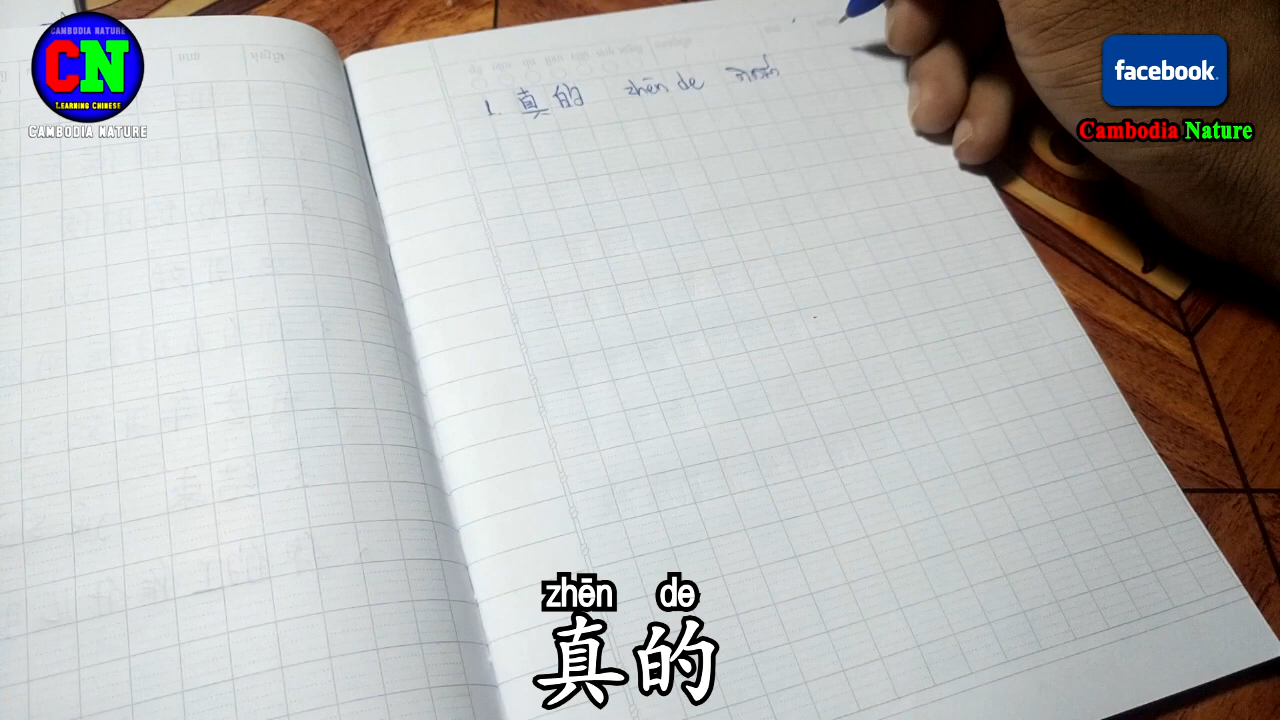 CAMBODIA NATURE
CN
Learning Chinese
CAMBODIA NATURE
facebook
Cambodia Nature
1. 真的 zhēn de
zhēn de
真的